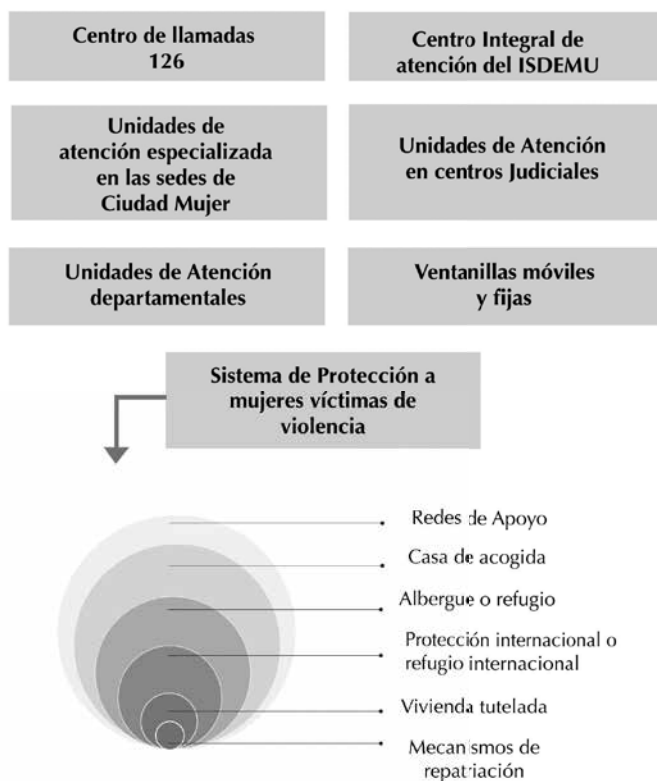 Centro de llamadas
126
Centro Integral de
atención del ISDEMU
Unidades de
atención especializada
en las sedes de
Ciudad Mujer
Unidades de Atención
en centros Judiciales
Unidades de Atención
departamentales
Ventanillas móviles
y fijas
Sistema de Protección a
mujeres víctimas de
violencia
Redes de Apoyo
Casa de acogida
Albergue o refugio
Protección internacional o
refugio internacional
Vivienda tutelada
Mecanismos de
repatriación